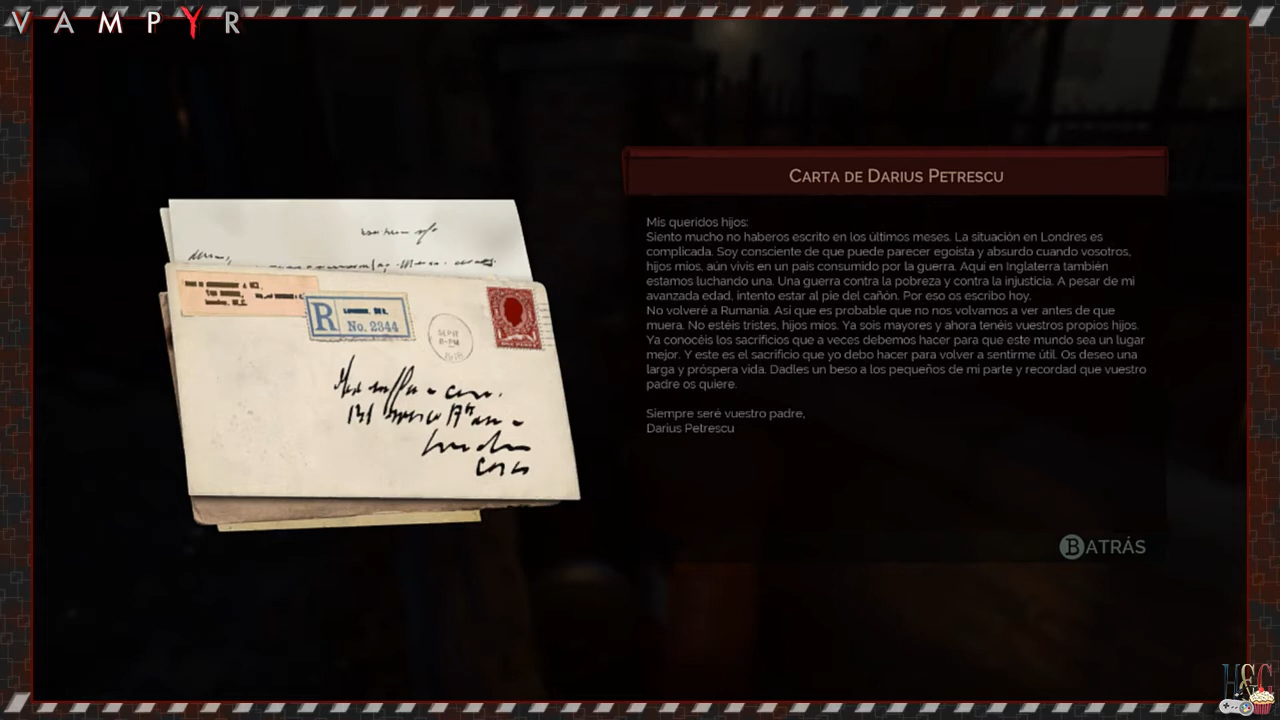 VAMPYR
CARTA DE DARIUS PETRESCU
Mis queridos hijos:
Siento mucho no haberos escrito en los últimos meses. La situación en Londres es
complicada. Soy consciente de que puede parecer egoísta y absurdo cuando vosotros,
hijos míos, aún vivís en un país consumido por la guerra. Aquí en Inglaterra también
estamos luchando una. Una guerra contra la pobreza y contra la injusticia. A pesar de mi
avanzada edad, intento estar al pie del cañón. Por eso os escribo hoy.
No volveré a Rumanía. Así que es probable que no nos volvamos a ver antes de que
muera. No estéis tristes, hijos míos. Ya sois mayores y ahora tenéis vuestros propios hijos.
Ya conocéis los sacrificios que a veces debemos hacer para que este mundo sea un lugar
mejor. Y este es el sacrificio que yo debo hacer para volver a sentirme útil. Os deseo una
larga y próspera vida. Dadles un beso a los pequeños de mi parte y recordad que vuestro
padre os quiere.
Siempre seré vuestro padre,
Darius Petrescu
R
No. 2344
B ATRÁS
H&G